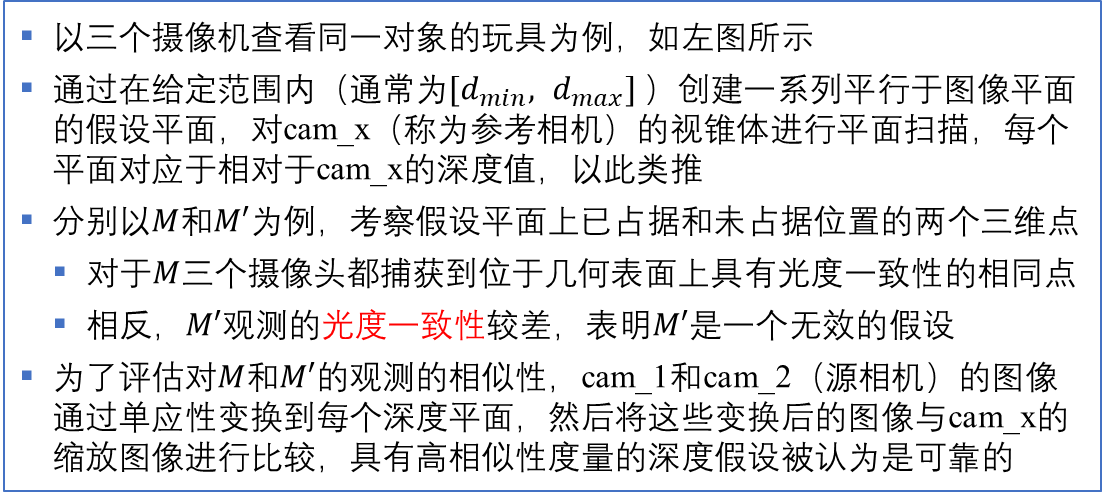 ▪ 以三个摄像机查看同一对象的玩具为例，如左图所示
▪ 通过在给定范围内（通常为[d_min, d_max] ）创建一系列平行于图像平面
的假设平面，对cam_x（称为参考相机）的视锥体进行平面扫描，每个
平面对应于相对于cam_x的深度值，以此类推
▪ 分别以M和M′为例，考察假设平面上已占据和未占据位置的两个三维点
▪ 对于M三个摄像头都捕获到位于几何表面上具有光度一致性的相同点
▪ 相反，M′观测的光度一致性较差，表明M′是一个无效的假设
▪ 为了评估对M和M′的观测的相似性，cam_1和cam_2（源相机）的图像
通过单应性变换到每个深度平面，然后将这些变换后的图像与cam_x的
缩放图像进行比较，具有高相似性度量的深度假设被认为是可靠的